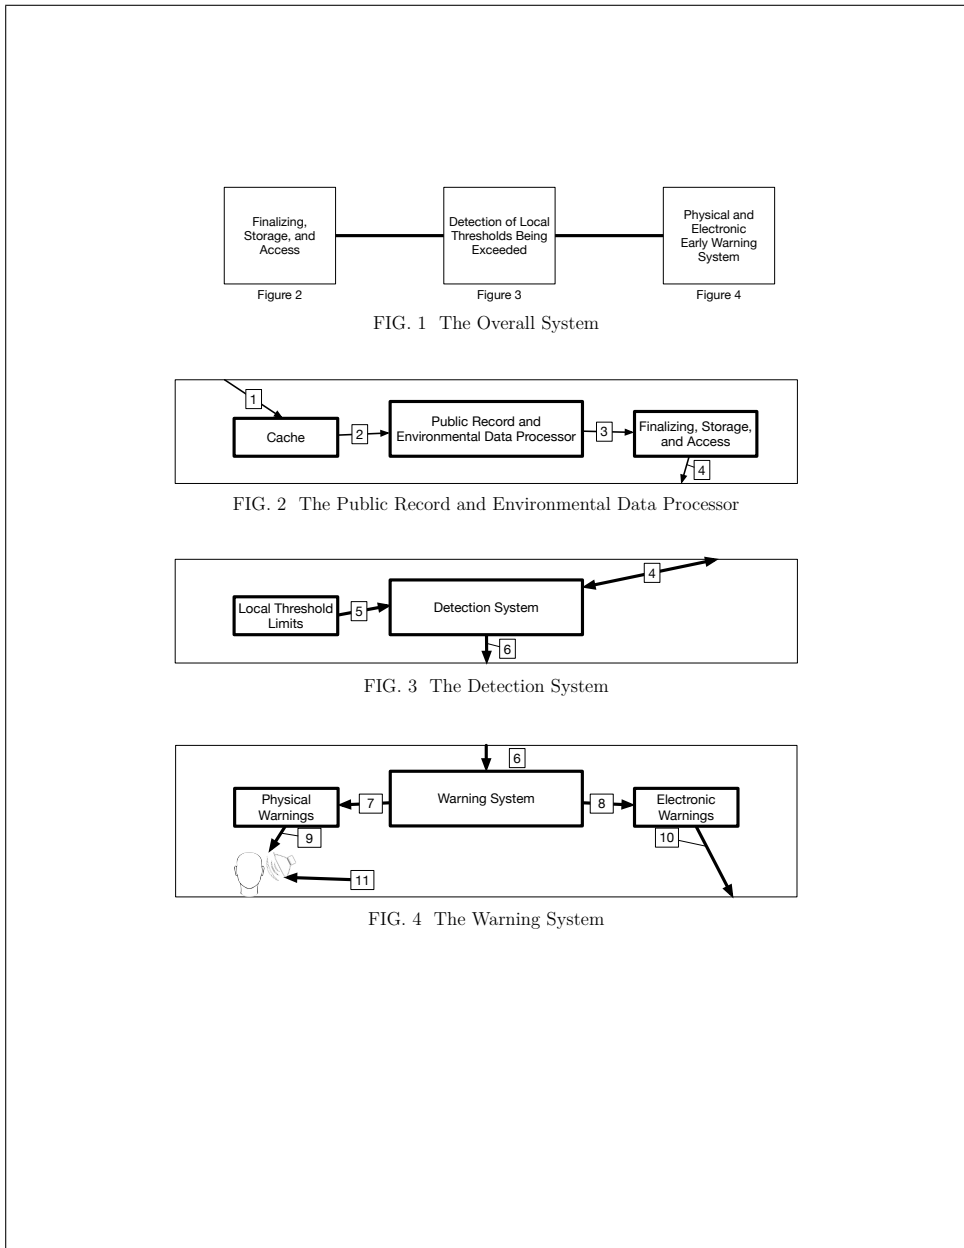 Finalizing,
Storage, and
Access
Detection of Local
Thresholds Being
Exceeded
Physical and
Electronic
Early Warning
System
Figure 2
Figure 3
Figure 4
FIG. 1 The Overall System
1
Cache
2
Public Record and
Environmental Data Processor
3
Finalizing, Storage,
and Access
4
FIG. 2 The Public Record and Environmental Data Processor
4
Local Threshold
Limits
5
Detection System
6
FIG. 3 The Detection System
6
Physical
Warnings
7
Warning System
8
Electronic
Warnings
9
10
11
FIG. 4 The Warning System